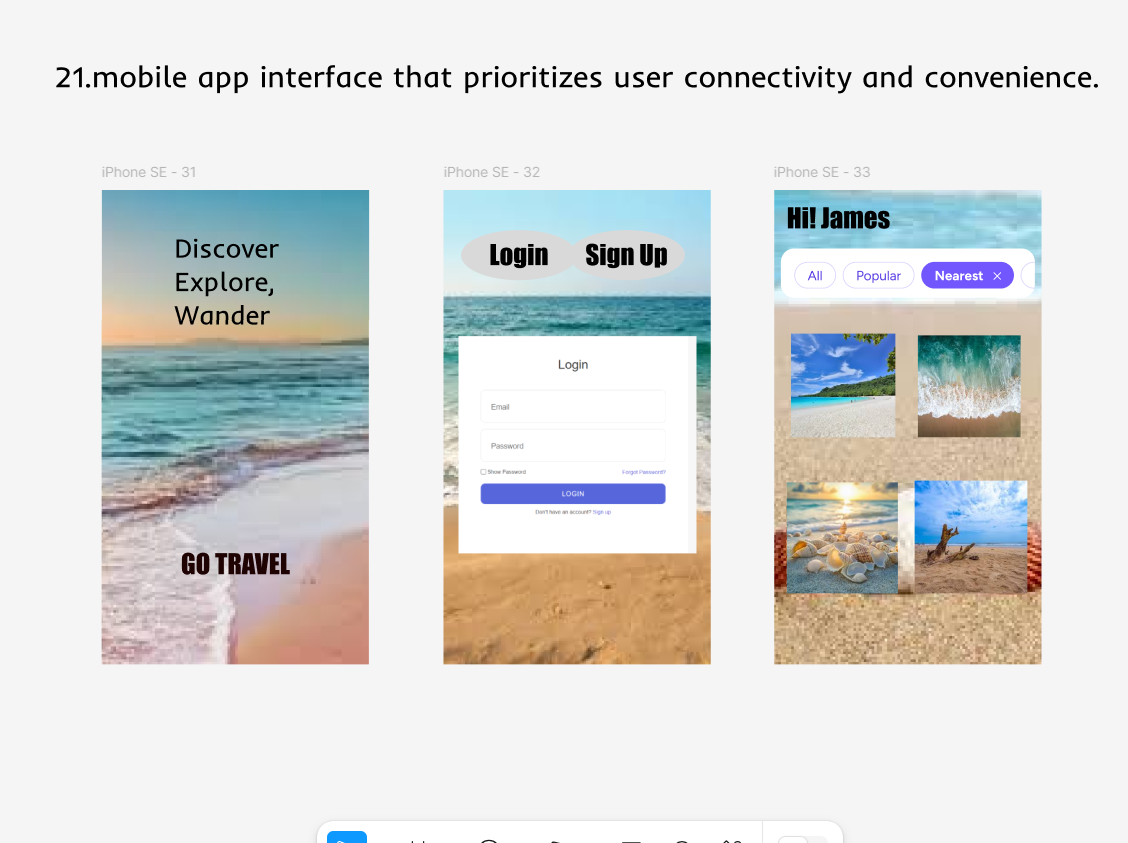 21.mobile app interface that prioritizes user connectivity and convenience.
iPhone SE - 31
Discover
Explore,
Wander
GO TRAVEL
iPhone SE - 32
Login
Sign Up
Login
Email
Password
Show Password
Forgot Password?
LOGIN
Don't have an account? Sign up
iPhone SE - 33
Hi! James
All
Popular
Nearest